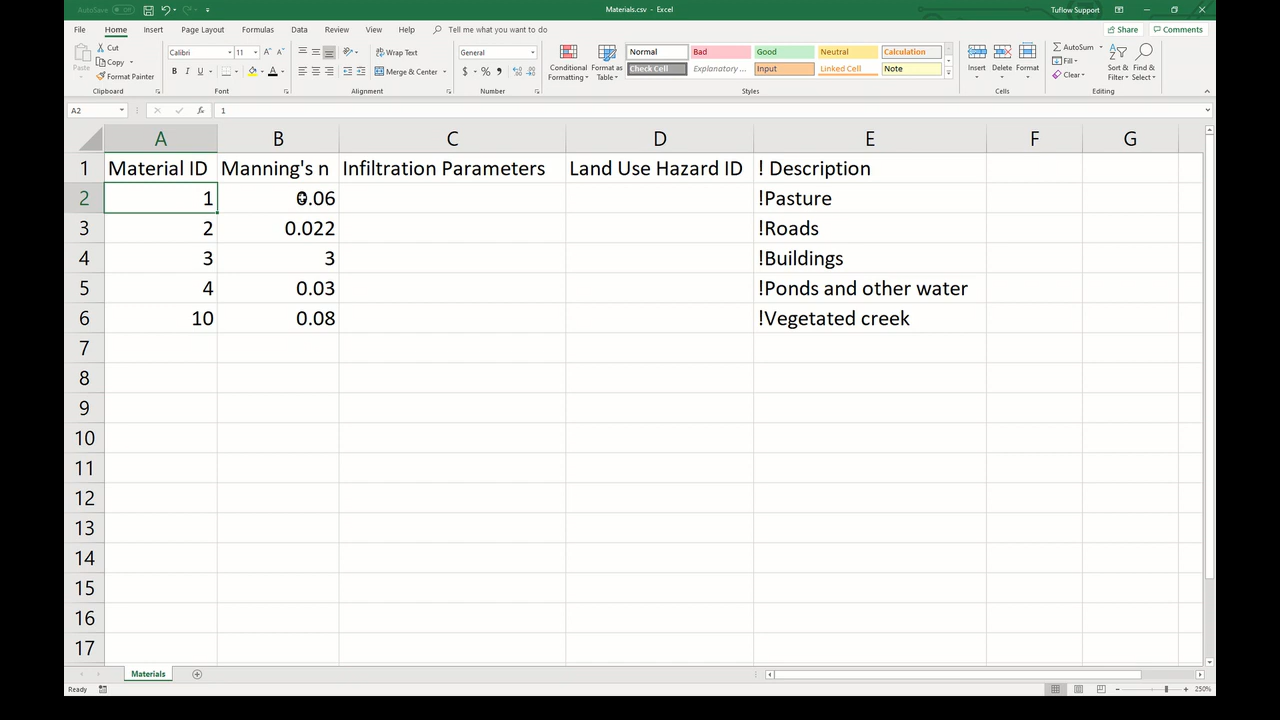 AutoSave Off
Materials.csv - Excel
Tuflow Support
File Home Insert Page Layout Formulas Data Review View Help Tell me what you want to do Share Comments
Paste
Cut
Copy
Format Painter
Clipboard
Calibri 11
B I U
Font
Wrap Text
Merge & Center
Alignment
General
$ % ,
Number
Conditional Formatting
Format as Table
Normal Bad Good Neutral Calculation
Check Cell Explanatory ... Input Linked Cell Note
Styles
Insert Delete Format
Cells
AutoSum
Fill
Clear
Sort & Filter
Find & Select
Editing
A2 fx 1
A B C D E F G
1 Material ID Manning's n Infiltration Parameters Land Use Hazard ID ! Description
2 1 0.06 !Pasture
3 2 0.022 !Roads
4 3 3 !Buildings
5 4 0.03 !Ponds and other water
6 10 0.08 !Vegetated creek
7
8
9
10
11
12
13
14
15
16
17
Materials
Ready 250%